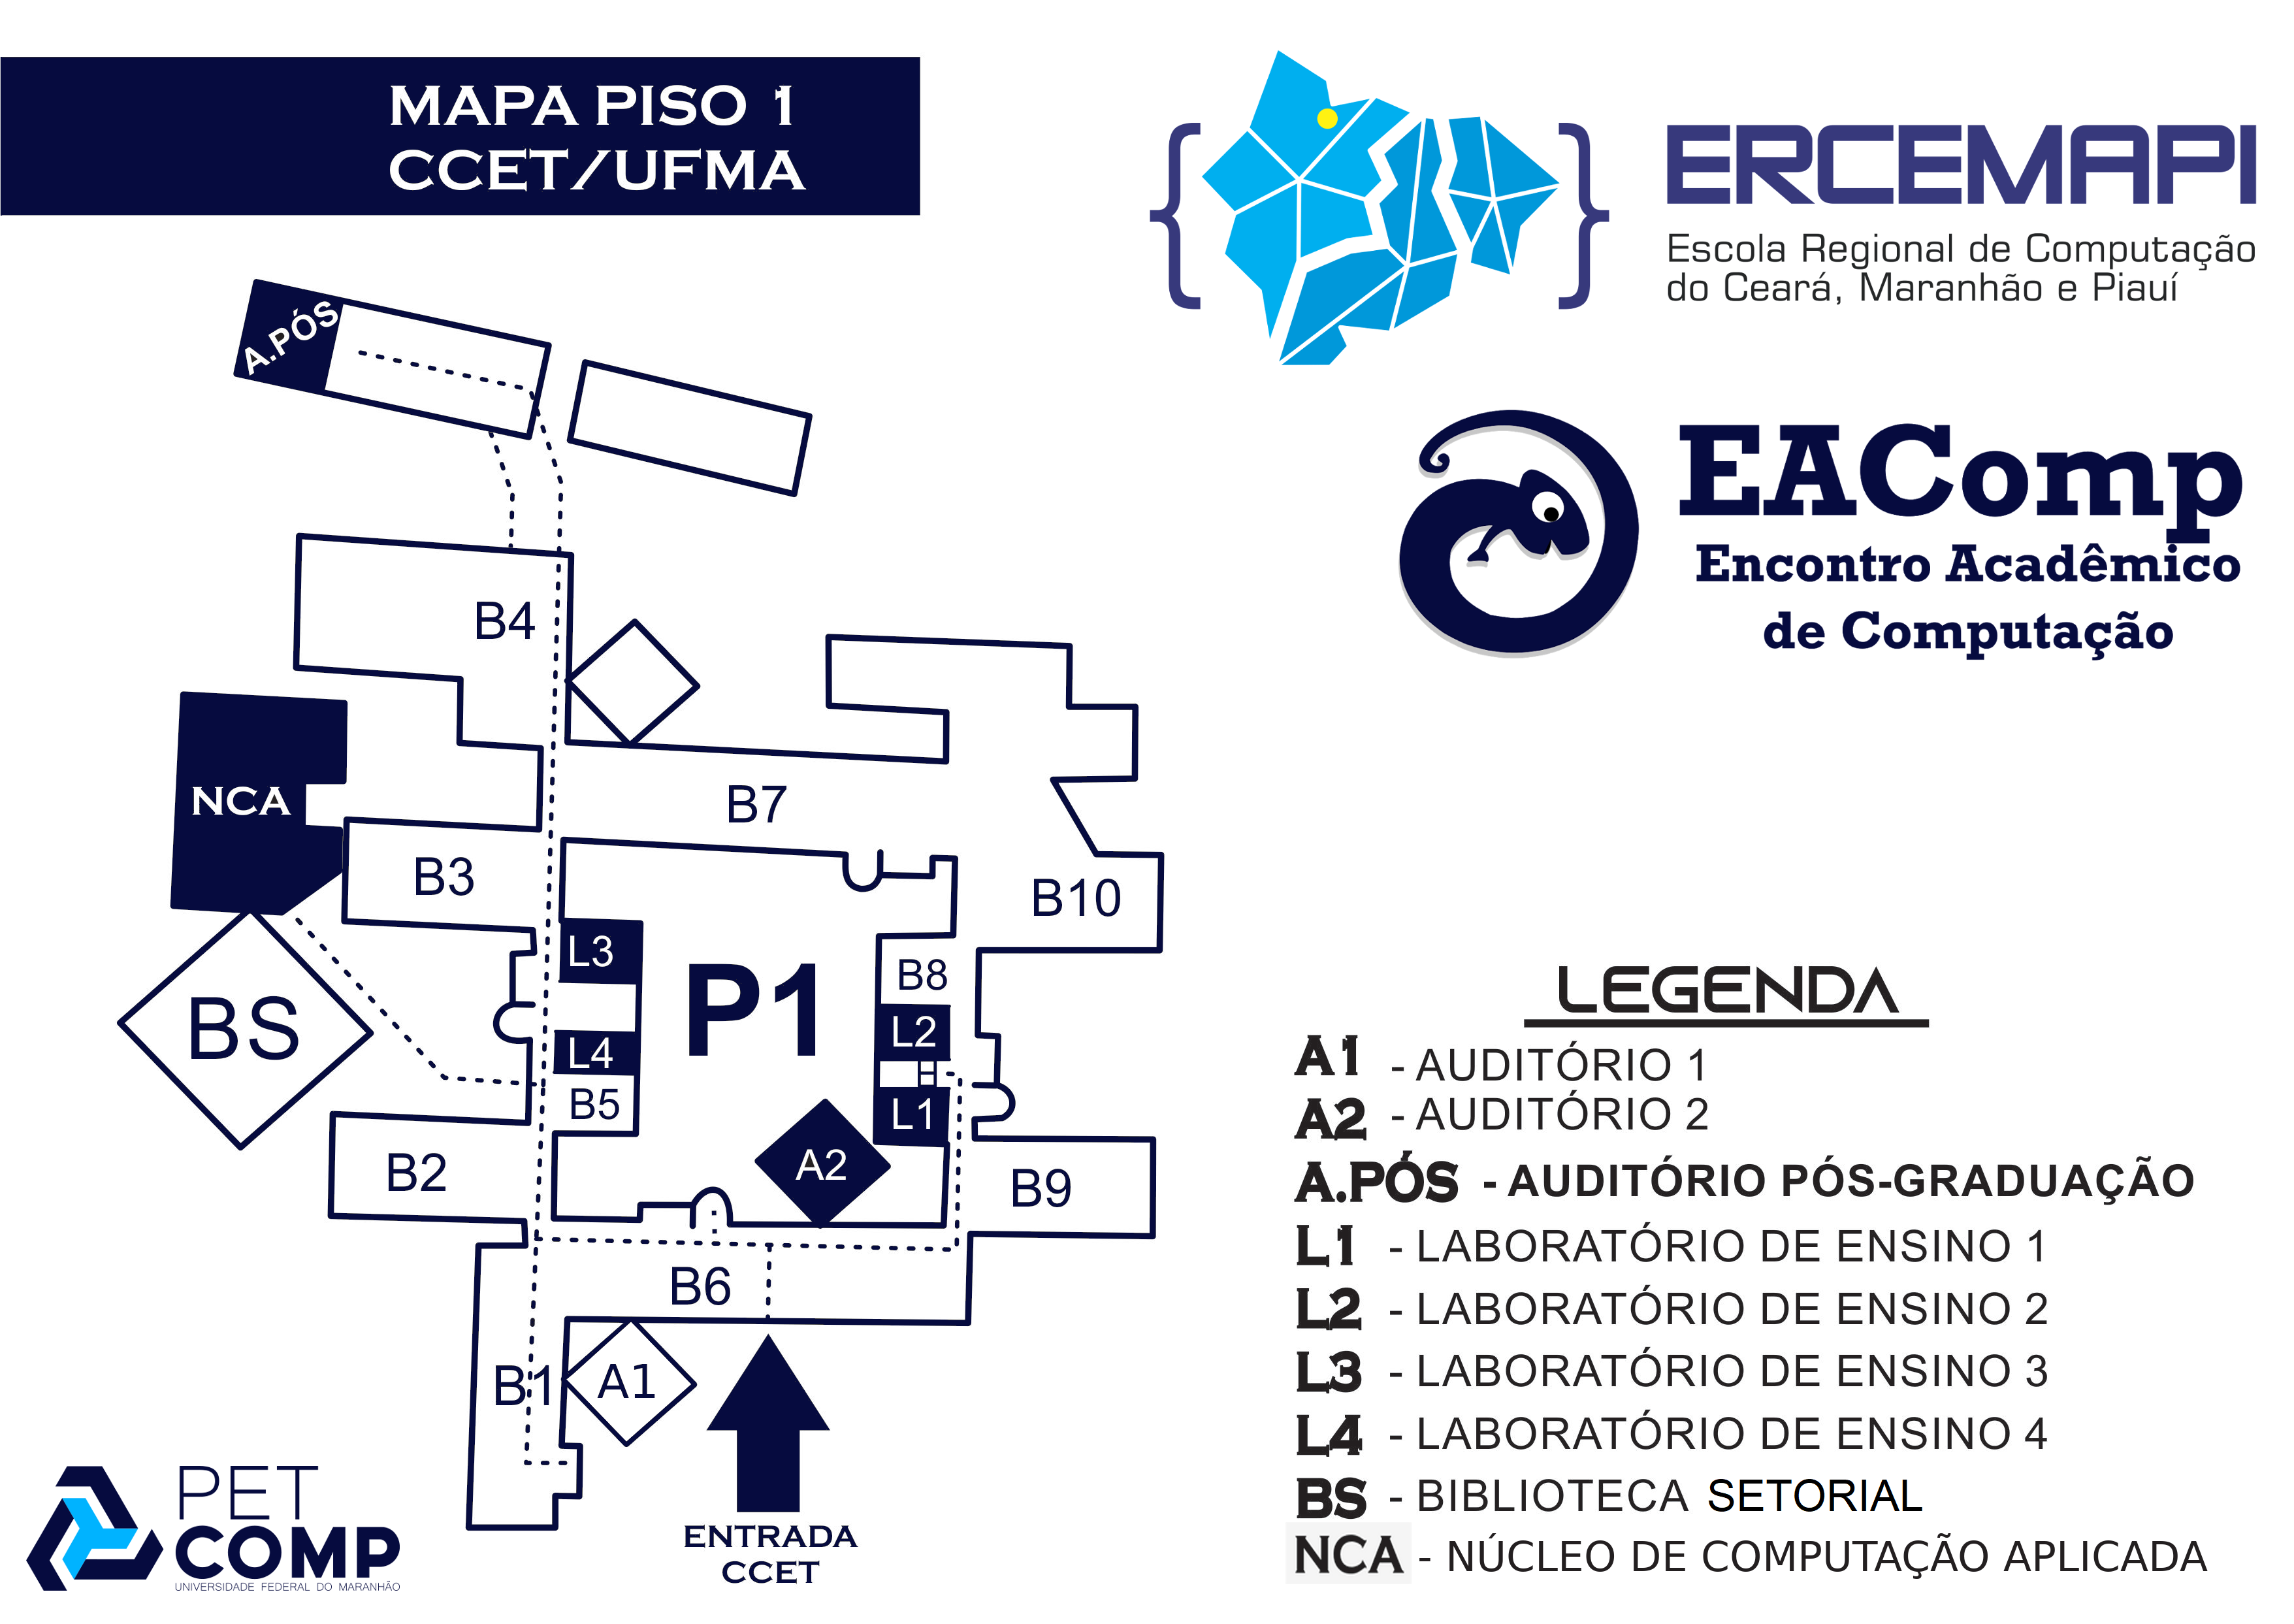 MAPA PISO 1
CCET/UFMA
{ }
ERCEMAPI
Escola Regional de Computação
do Ceará, Maranhão e Piauí
EAComp
Encontro Acadêmico
de Computação
A.PÓS
B4
NCA
B7
B3
B10
L3
P1
B8
BS
L2
L4
B5
L1
B2
A2
B9
B6
B1
A1
ENTRADA
CCET
LEGENDA
A1 - AUDITÓRIO 1
A2 - AUDITÓRIO 2
A.PÓS - AUDITÓRIO PÓS-GRADUAÇÃO
L1 - LABORATÓRIO DE ENSINO 1
L2 - LABORATÓRIO DE ENSINO 2
L3 - LABORATÓRIO DE ENSINO 3
L4 - LABORATÓRIO DE ENSINO 4
BS - BIBLIOTECA SETORIAL
NCA - NÚCLEO DE COMPUTAÇÃO APLICADA
PET
COMP
UNIVERSIDADE FEDERAL DO MARANHÃO